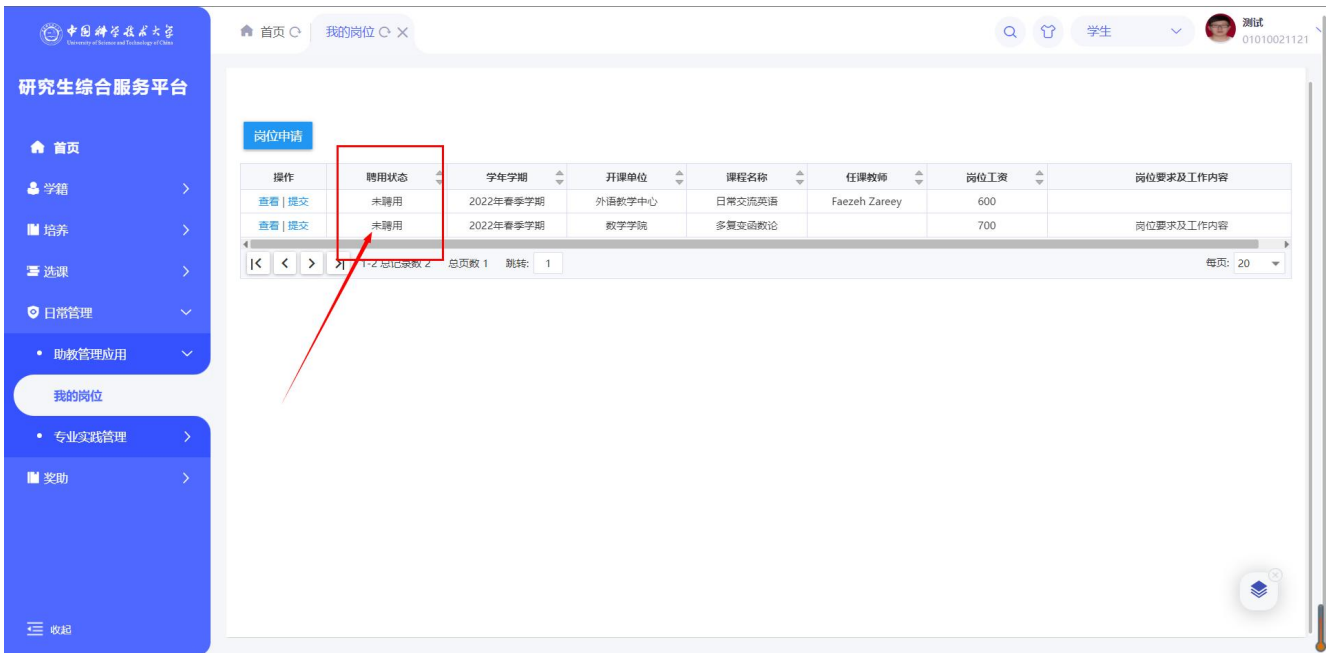 中国科学技术大学
University of Science and Technology of China
首页
我的岗位
学生
测试
01010021121
研究生综合服务平台
首页
学籍
培养
选课
日常管理
助教管理应用
我的岗位
专业实践管理
奖助
收起
岗位申请
操作 聘用状态 学年学期 开课单位 课程名称 任课教师 岗位工资 岗位要求及工作内容
查看 | 提交 未聘用 2022年春季学期 外语教学中心 日常交流英语 Faezeh Zareey 600
查看 | 提交 未聘用 2022年春季学期 数学学院 多复变函数论 700 岗位要求及工作内容
1-2 总记录数 2 总页数 1 跳转: 1 每页: 20